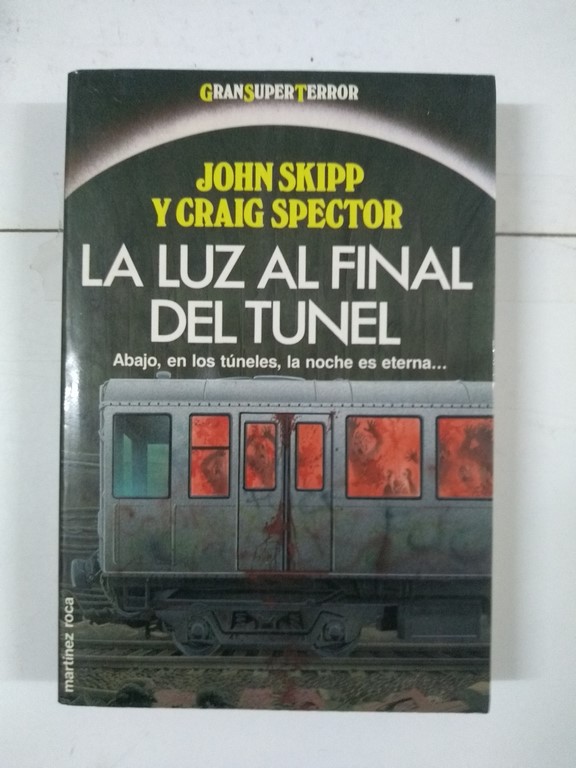 GRANSUPERTERROR
JOHN SKIPP
Y CRAIG SPECTOR
LA LUZ AL FINAL
DEL TUNEL
Abajo, en los túneles, la noche es eterna...
martínez roca